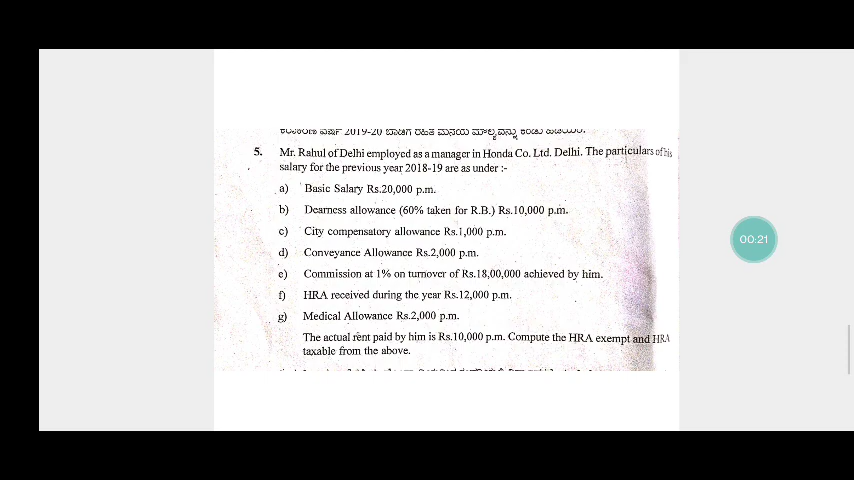 2019-20
5. Mr. Rahul of Delhi employed as a manager in Honda Co. Ltd. Delhi. The particulars of his
salary for the previous year 2018-19 are as under :-
a) Basic Salary Rs.20,000 p.m.
b) Dearness allowance (60% taken for R.B.) Rs.10,000 p.m.
c) City compensatory allowance Rs.1,000 p.m.
d) Conveyance Allowance Rs.2,000 p.m.
e) Commission at 1% on turnover of Rs.18,00,000 achieved by him.
f) HRA received during the year Rs.12,000 p.m.
g) Medical Allowance Rs.2,000 p.m.
The actual rent paid by him is Rs.10,000 p.m. Compute the HRA exempt and HRA
taxable from the above.
00:21